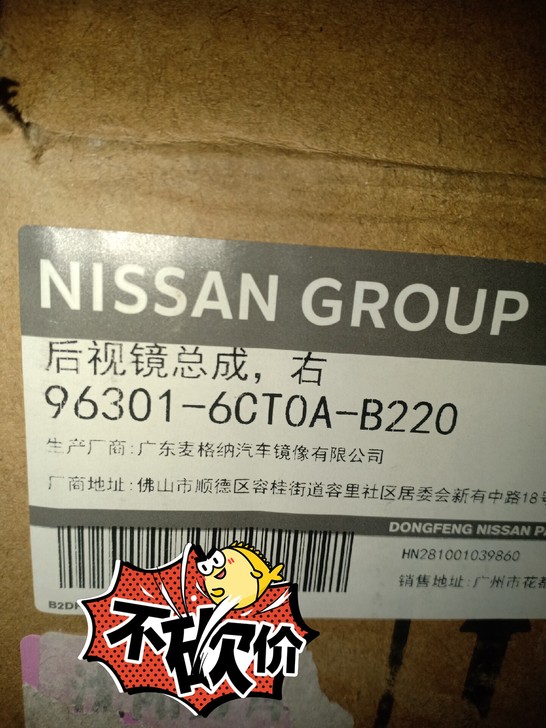 NISSAN GROUP
后视镜总成，右
96301-6CT0A-B220
生产厂商:广东麦格纳汽车镜像有限公司
厂商地址:佛山市顺德区容桂街道容里社区居委会新有中路18号
DONGFENG NISSAN
HN281001039860
销售地址:广州市花都
不砍价